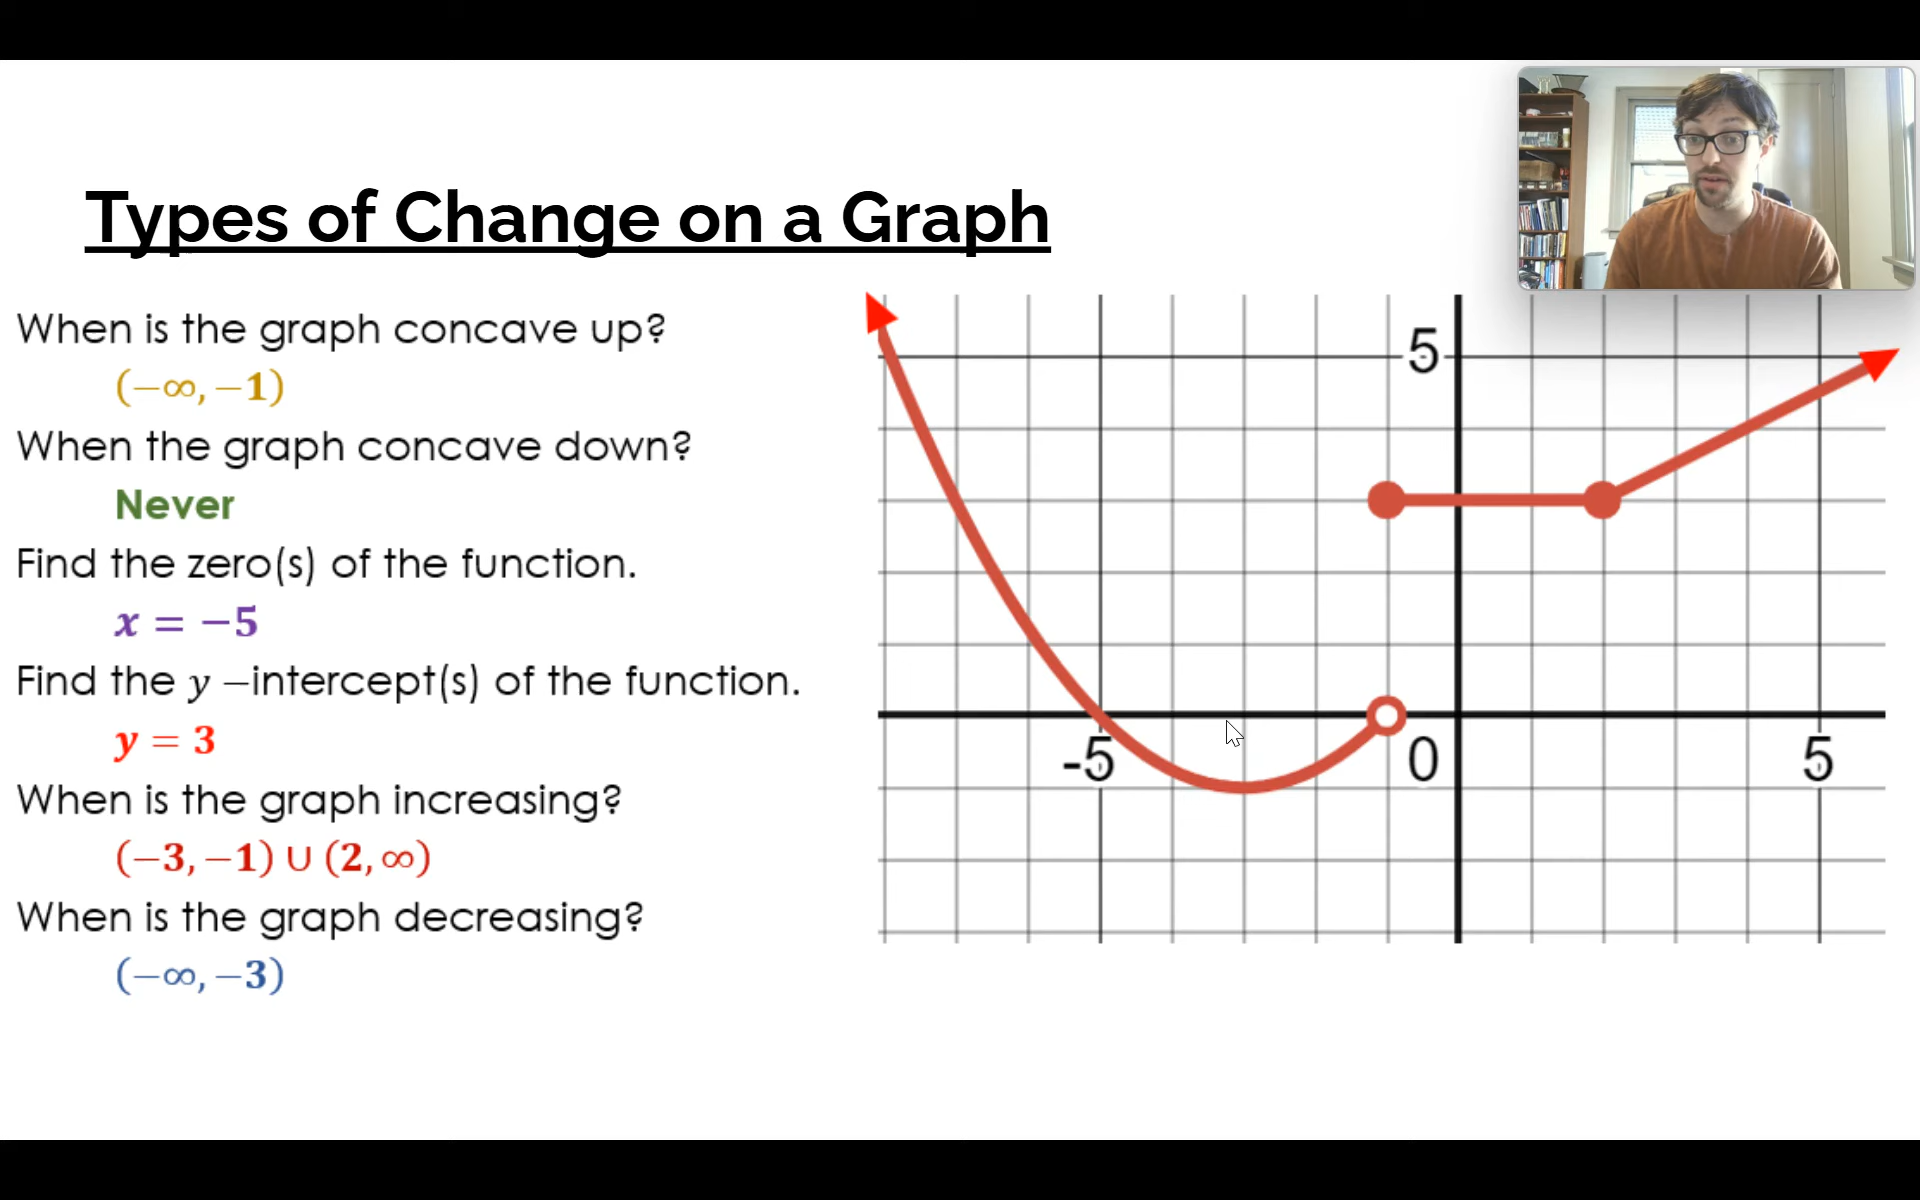 Types of Change on a Graph
When is the graph concave up?
(−∞, −1)
When the graph concave down?
Never
Find the zero(s) of the function.
x = −5
Find the y −intercept(s) of the function.
y = 3
When is the graph increasing?
(−3, −1) ∪ (2, ∞)
When is the graph decreasing?
(−∞, −3)
5
-5
0
5